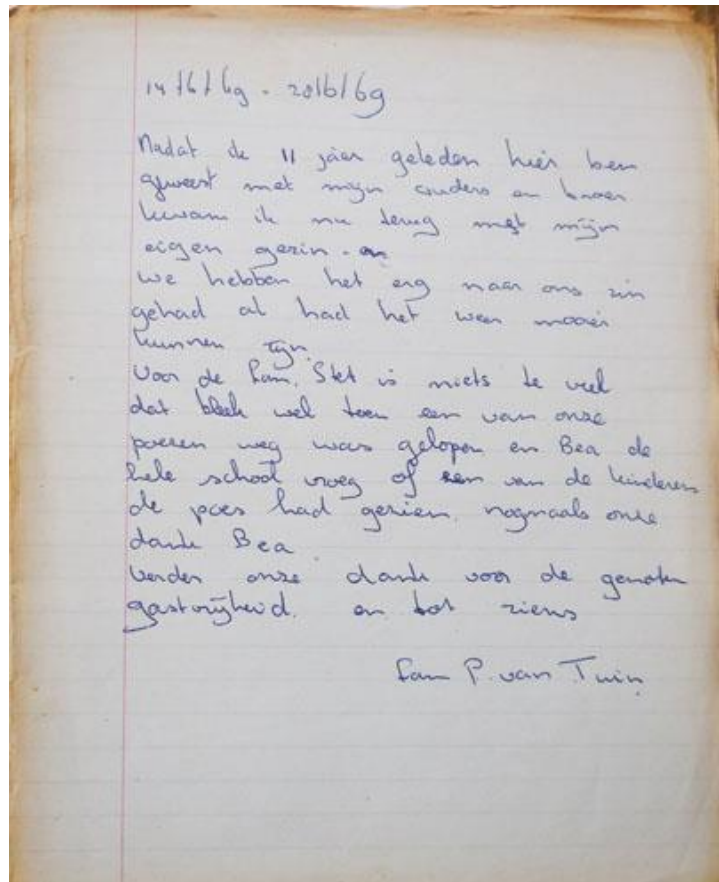 14/6/69 - 20/6/69
Nadat ik 11 jaar geleden hier ben
geweest met mijn ouders en broer
kwam ik nu terug met mijn
eigen gezin. en
we hebben het erg naar ons zin
gehad al had het weer mooier
kunnen zijn.
Voor de fam. Stet is niets te veel
dat bleek wel toen een van onze
poezen weg was gelopen en Bea de
hele school vroeg of een van de kinderen
de poes had gezien. nogmaals onze
dank Bea.
Verder onze dank voor de genoten
gastvrijheid. en tot ziens
Fam P. van Tuin